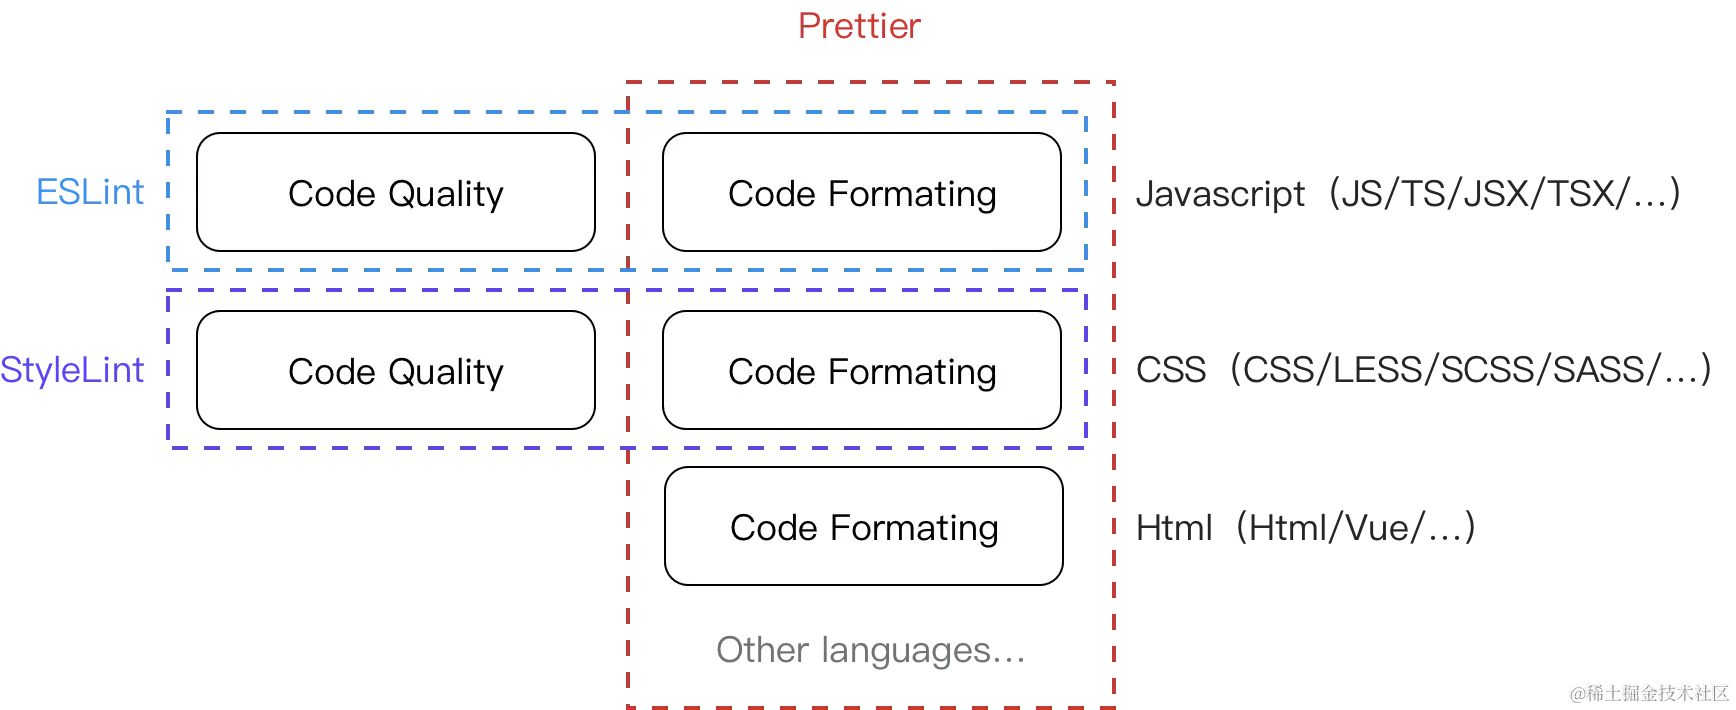 Prettier
ESLint
Code Quality
Code Formating
Javascript（JS/TS/JSX/TSX/...）
StyleLint
Code Quality
Code Formating
CSS（CSS/LESS/SCSS/SASS/...）
Code Formating
Html（Html/Vue/...）
Other languages...
@稀土掘金技术社区